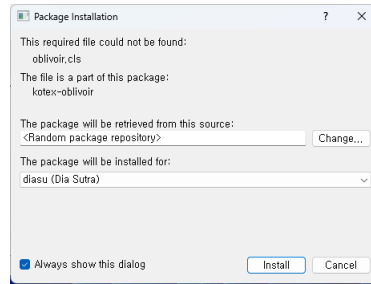 Package Installation
This required file could not be found:
oblivoir.cls
The file is a part of this package:
kotex-oblivoir
The package will be retrieved from this source:
<Random package repository>
Change...
The package will be installed for:
diasu (Dia Sutra)
Always show this dialog
Install
Cancel